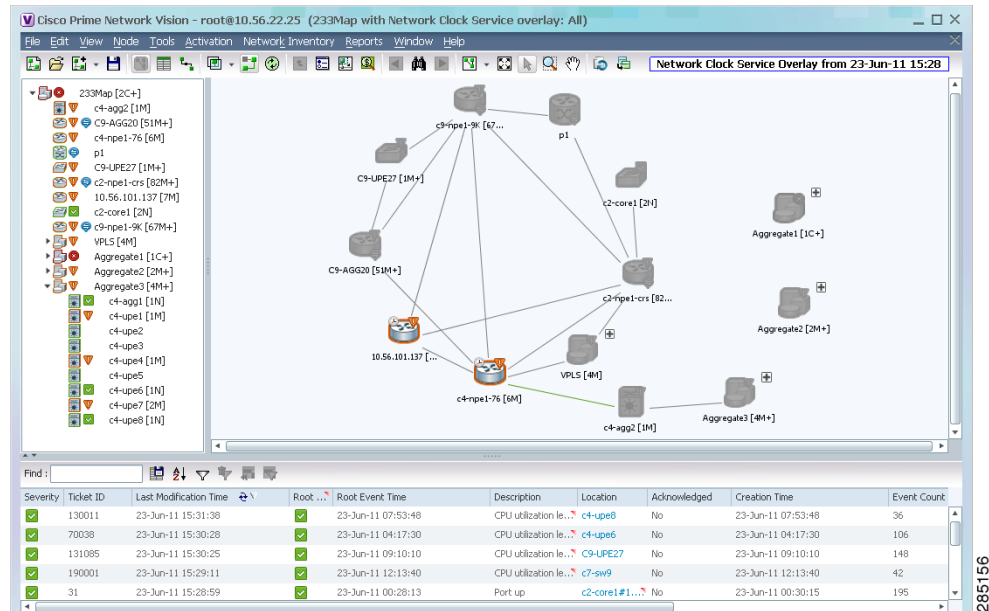 Cisco Prime Network Vision - root@10.56.22.25 (233Map with Network Clock Service overlay: All)
File Edit View Node Tools Activation Network Inventory Reports Window Help
Network Clock Service Overlay from 23-Jun-11 15:28
233Map [2C+]
c4-agg2 [1M]
C9-AGG20 [51M+]
c4-npe1-76 [6M]
p1
C9-UPE27 [1M+]
c2-npe1-crs [82M+]
10.56.101.137 [7M]
c2-core1 [2N]
c9-npe1-9K [67M+]
VPLS [4M]
Aggregate1 [1C+]
Aggregate2 [2M+]
Aggregate3 [4M+]
c4-agg1 [1N]
c4-upe1 [1M]
c4-upe2
c4-upe3
c4-upe4 [1M]
c4-upe5
c4-upe6 [1N]
c4-upe7 [2M]
c4-upe8 [1N]
c9-npe1-9K [67...
p1
C9-UPE27 [1M+]
c2-core1 [2N]
Aggregate1 [1C+]
C9-AGG20 [51M+]
c2-npe1-crs [82...
Aggregate2 [2M+]
10.56.101.137 [...
VPLS [4M]
c4-npe1-76 [6M]
Aggregate3 [4M+]
c4-agg2 [1M]
Find :
Severity Ticket ID Last Modification Time Root ... Root Event Time Description Location Acknowledged Creation Time Event Count
130011 23-Jun-11 15:31:38 23-Jun-11 07:53:48 CPU utilization le... c4-upe8 No 23-Jun-11 07:53:48 36
70038 23-Jun-11 15:30:28 23-Jun-11 04:17:30 CPU utilization le... c4-upe6 No 23-Jun-11 04:17:30 106
131085 23-Jun-11 15:30:25 23-Jun-11 09:10:10 CPU utilization le... C9-UPE27 No 23-Jun-11 09:10:10 148
190001 23-Jun-11 15:29:11 23-Jun-11 12:13:40 CPU utilization le... c7-sw9 No 23-Jun-11 12:13:40 42
31 23-Jun-11 15:28:59 23-Jun-11 00:28:13 Port up c2-core1#1... No 23-Jun-11 00:30:15 195
285156